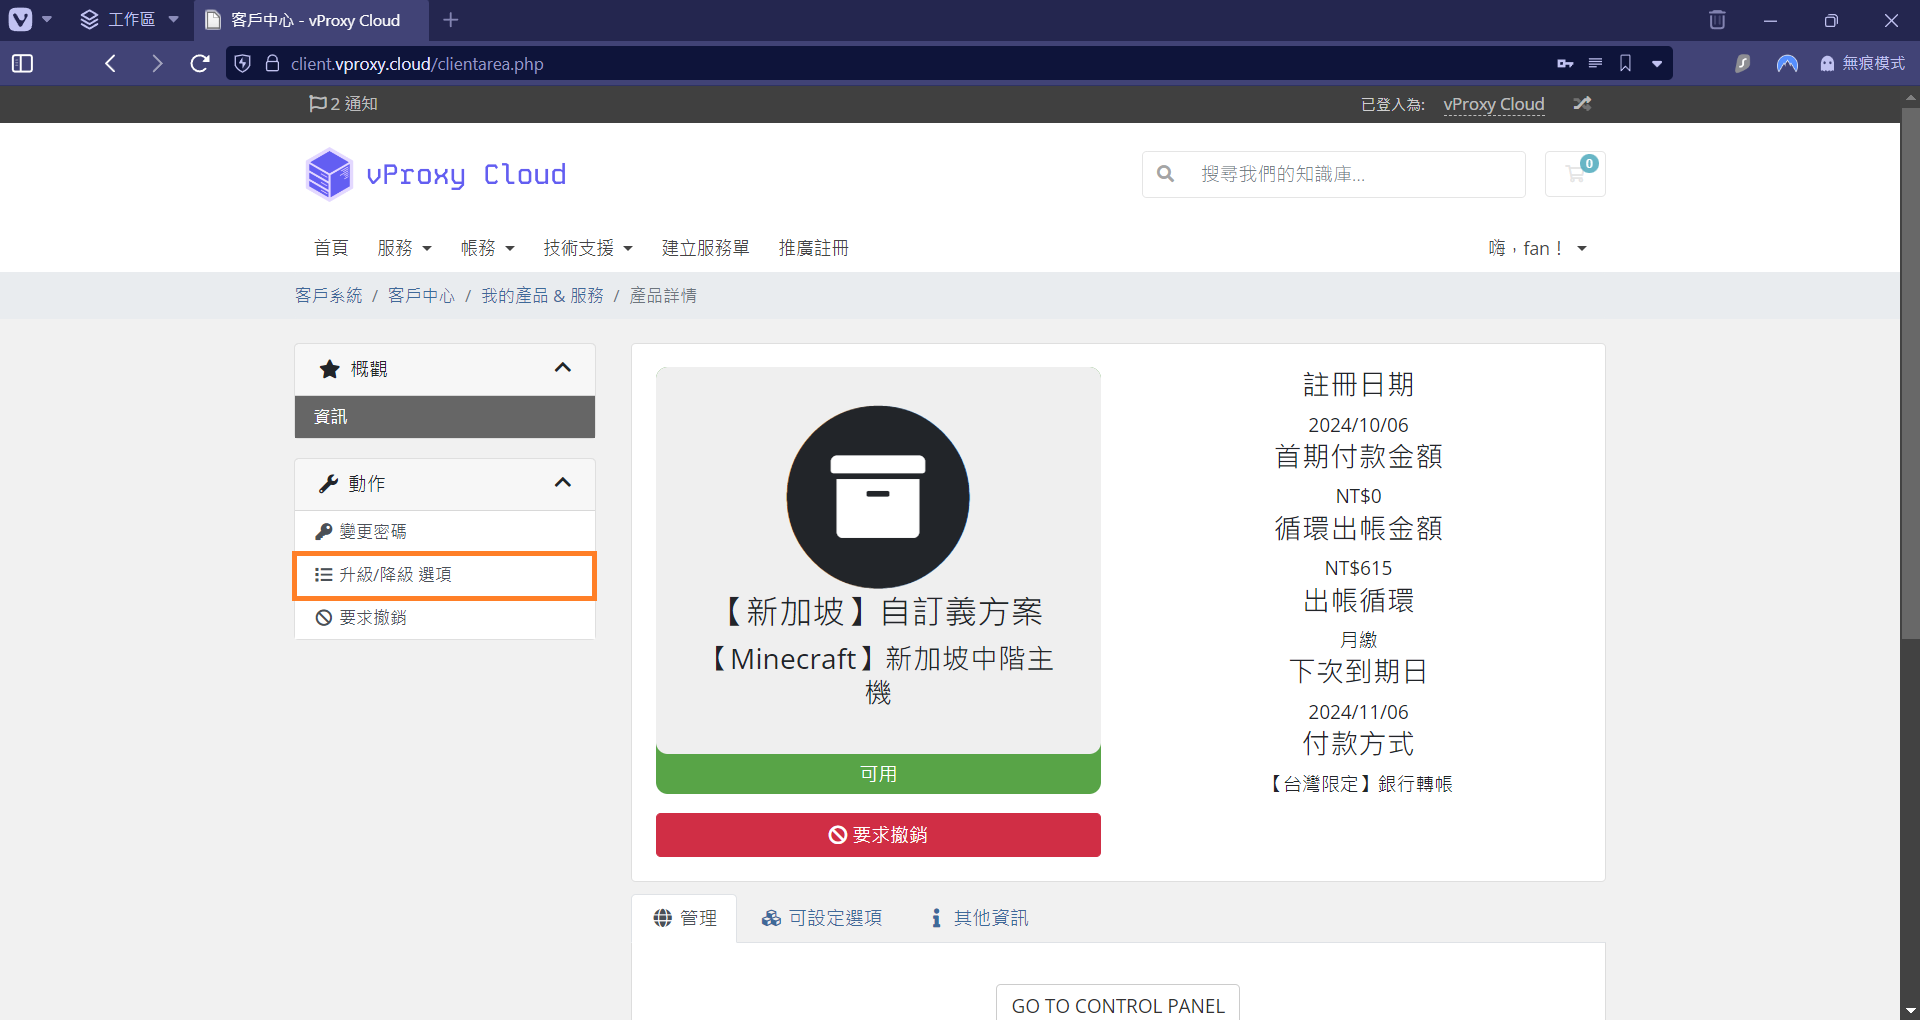 工作區
客戶中心 - vProxy Cloud
client.vproxy.cloud/clientarea.php
無痕模式
2 通知
已登入為: vProxy Cloud
vProxy Cloud
搜尋我們的知識庫...
0
首頁
服務
帳務
技術支援
建立服務單
推廣註冊
嗨，fan！
客戶系統 / 客戶中心 / 我的產品 & 服務 / 產品詳情
概觀
資訊
動作
變更密碼
升級/降級 選項
要求撤銷
【新加坡】自訂義方案
【Minecraft】新加坡中階主
機
可用
要求撤銷
註冊日期
2024/10/06
首期付款金額
NT$0
循環出帳金額
NT$615
出帳循環
月繳
下次到期日
2024/11/06
付款方式
【台灣限定】銀行轉帳
管理
可設定選項
其他資訊
GO TO CONTROL PANEL